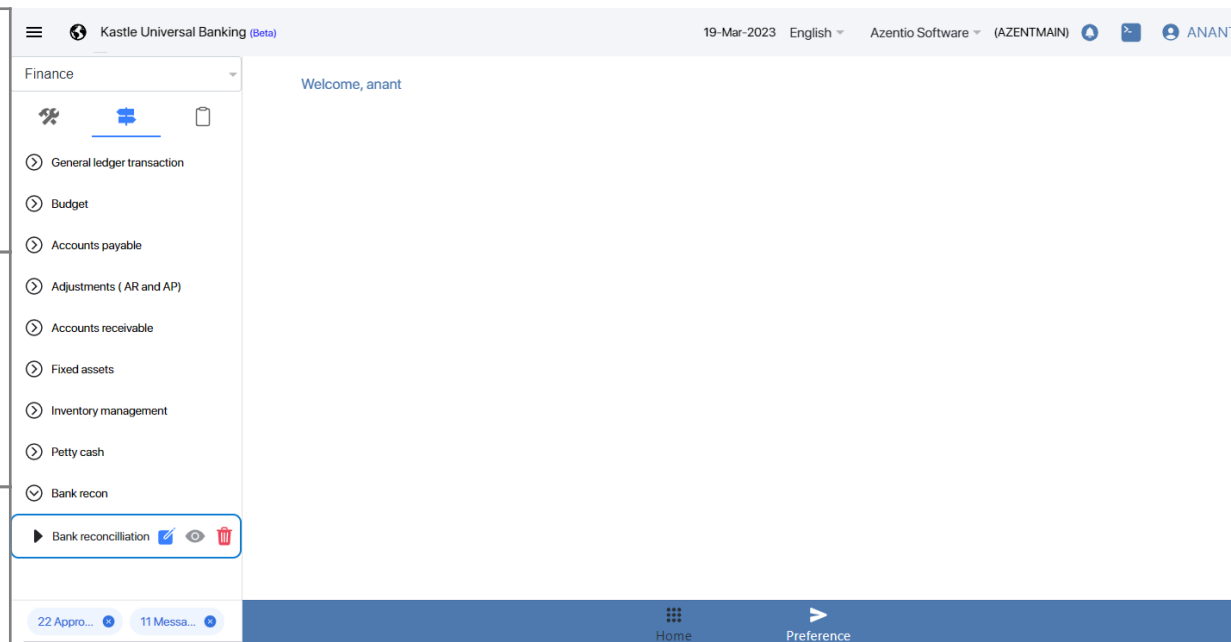 Kastle Universal Banking (Beta)
19-Mar-2023 English Azentio Software (AZENTMAIN) ANANT
Finance
Welcome, anant
General ledger transaction
Budget
Accounts payable
Adjustments ( AR and AP)
Accounts receivable
Fixed assets
Inventory management
Petty cash
Bank recon
Bank reconcilliation
22 Appro... 11 Messa...
Home Preference